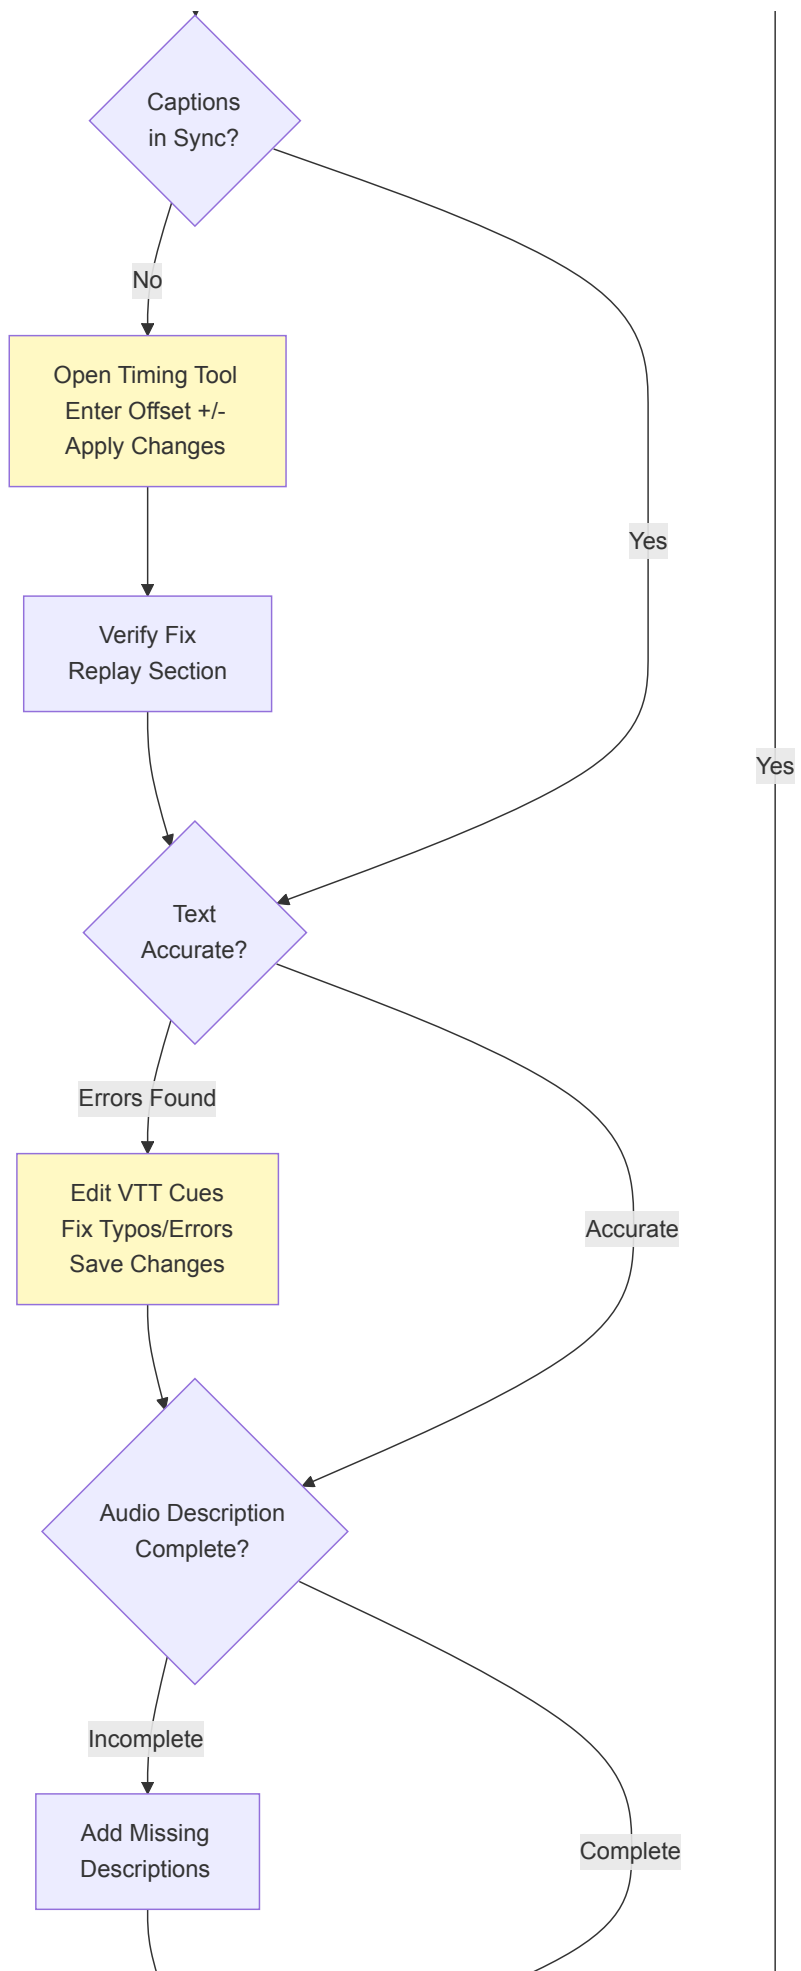 Captions
in Sync?
No
Open Timing Tool
Enter Offset +/-
Apply Changes
Yes
Verify Fix
Replay Section
Yes
Text
Accurate?
Errors Found
Edit VTT Cues
Fix Typos/Errors
Save Changes
Accurate
Audio Description
Complete?
Incomplete
Add Missing
Descriptions
Complete